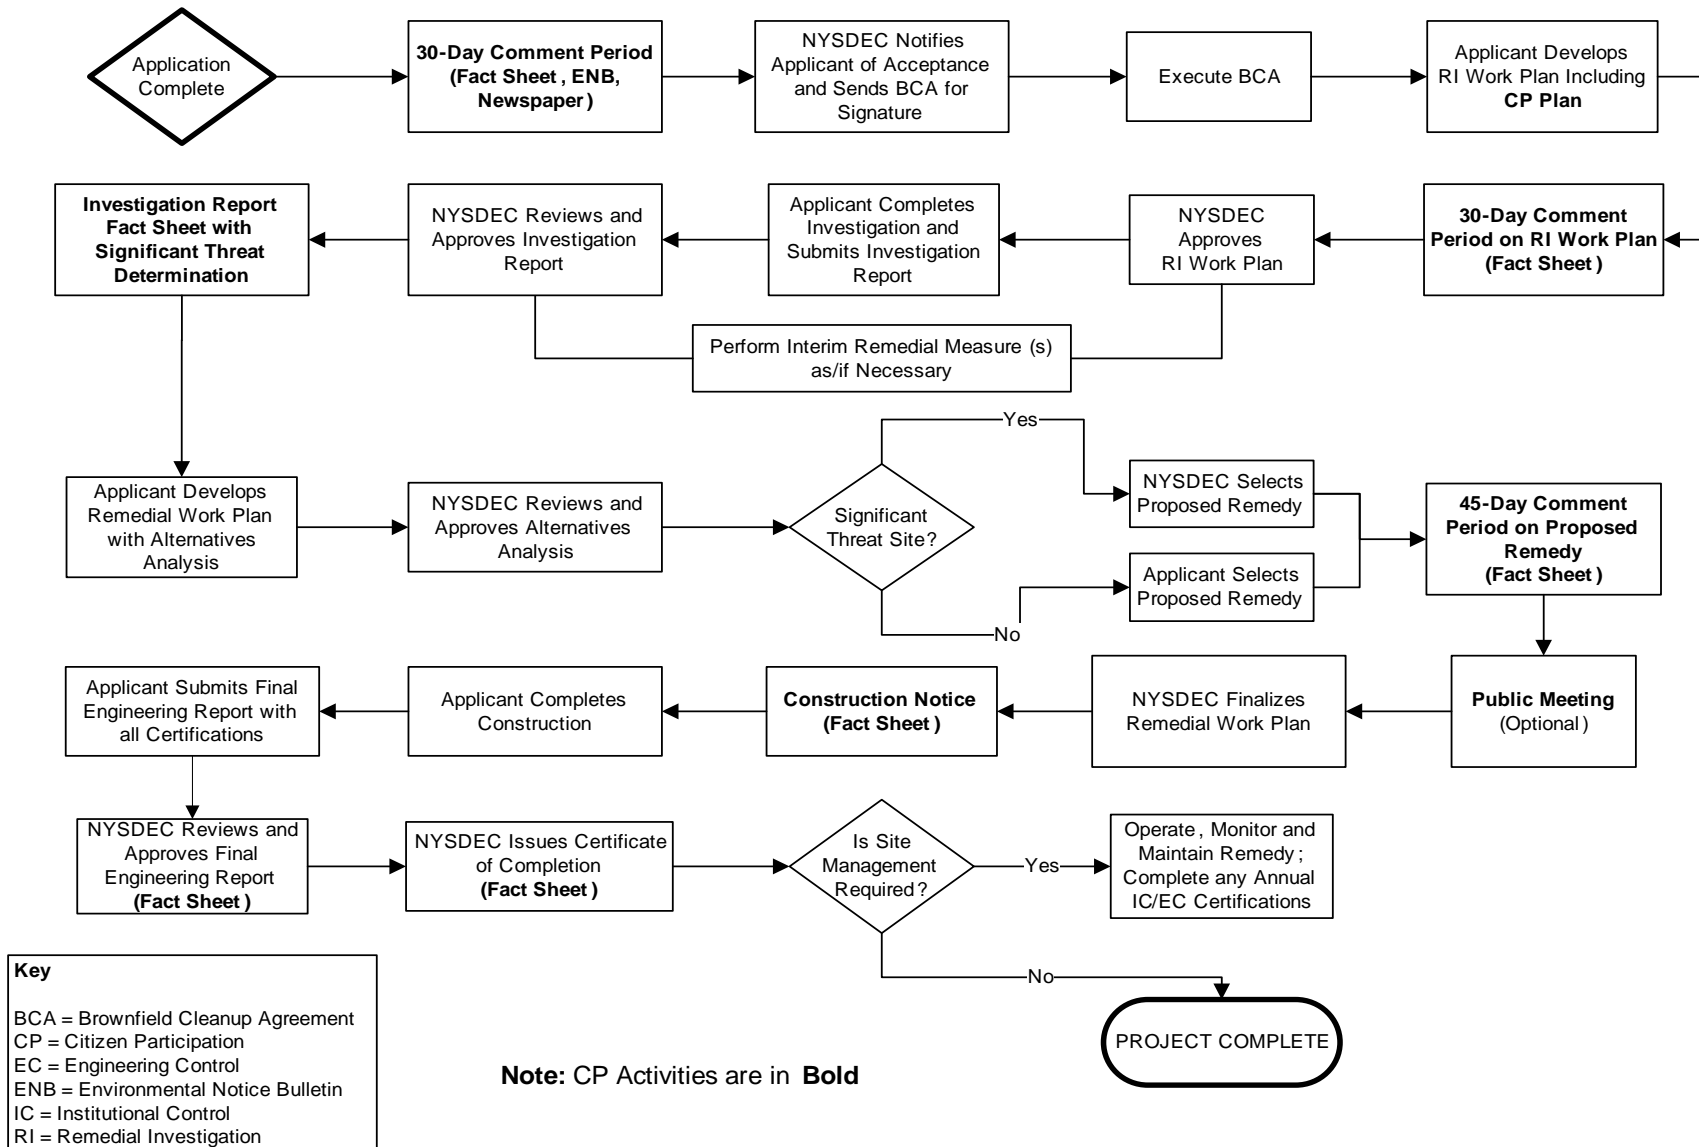 Application
Complete
30-Day Comment Period
(Fact Sheet , ENB,
Newspaper )
NYSDEC Notifies
Applicant of Acceptance
and Sends BCA for
Signature
Execute BCA
Applicant Develops
RI Work Plan Including
CP Plan
Investigation Report
Fact Sheet with
Significant Threat
Determination
NYSDEC Reviews and
Approves Investigation
Report
Applicant Completes
Investigation and
Submits Investigation
Report
NYSDEC
Approves
RI Work Plan
30-Day Comment
Period on RI Work Plan
(Fact Sheet )
Perform Interim Remedial Measure (s)
as/if Necessary
Applicant Develops
Remedial Work Plan
with Alternatives
Analysis
NYSDEC Reviews and
Approves Alternatives
Analysis
Significant
Threat Site?
Yes
No
NYSDEC Selects
Proposed Remedy
Applicant Selects
Proposed Remedy
45-Day Comment
Period on Proposed
Remedy
(Fact Sheet )
Applicant Submits Final
Engineering Report with
all Certifications
Applicant Completes
Construction
Construction Notice
(Fact Sheet )
NYSDEC Finalizes
Remedial Work Plan
Public Meeting
(Optional )
NYSDEC Reviews and
Approves Final
Engineering Report
(Fact Sheet )
NYSDEC Issues Certificate
of Completion
(Fact Sheet )
Is Site
Management
Required?
Yes
Operate , Monitor and
Maintain Remedy ;
Complete any Annual
IC/EC Certifications
No
PROJECT COMPLETE
Key
BCA = Brownfield Cleanup Agreement
CP = Citizen Participation
EC = Engineering Control
ENB = Environmental Notice Bulletin
IC = Institutional Control
RI = Remedial Investigation
Note: CP Activities are in Bold